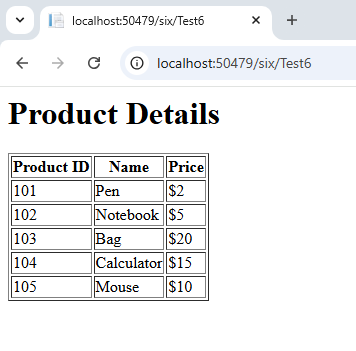 localhost:50479/six/Test6
localhost:50479/six/Test6
Product Details
Product ID Name Price
101 Pen $2
102 Notebook $5
103 Bag $20
104 Calculator $15
105 Mouse $10